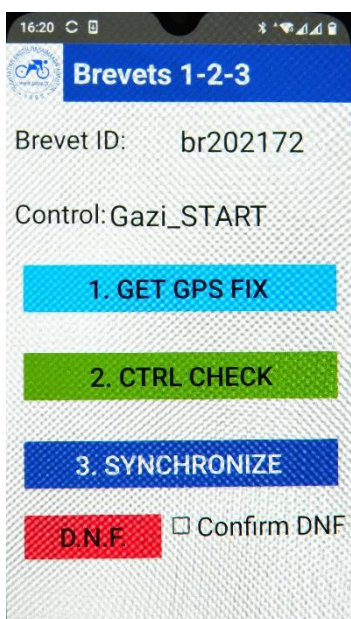 16:20
Brevets 1-2-3
Brevet ID: br202172
Control: Gazi_START
1. GET GPS FIX
2. CTRL CHECK
3. SYNCHRONIZE
D.N.F. Confirm DNF